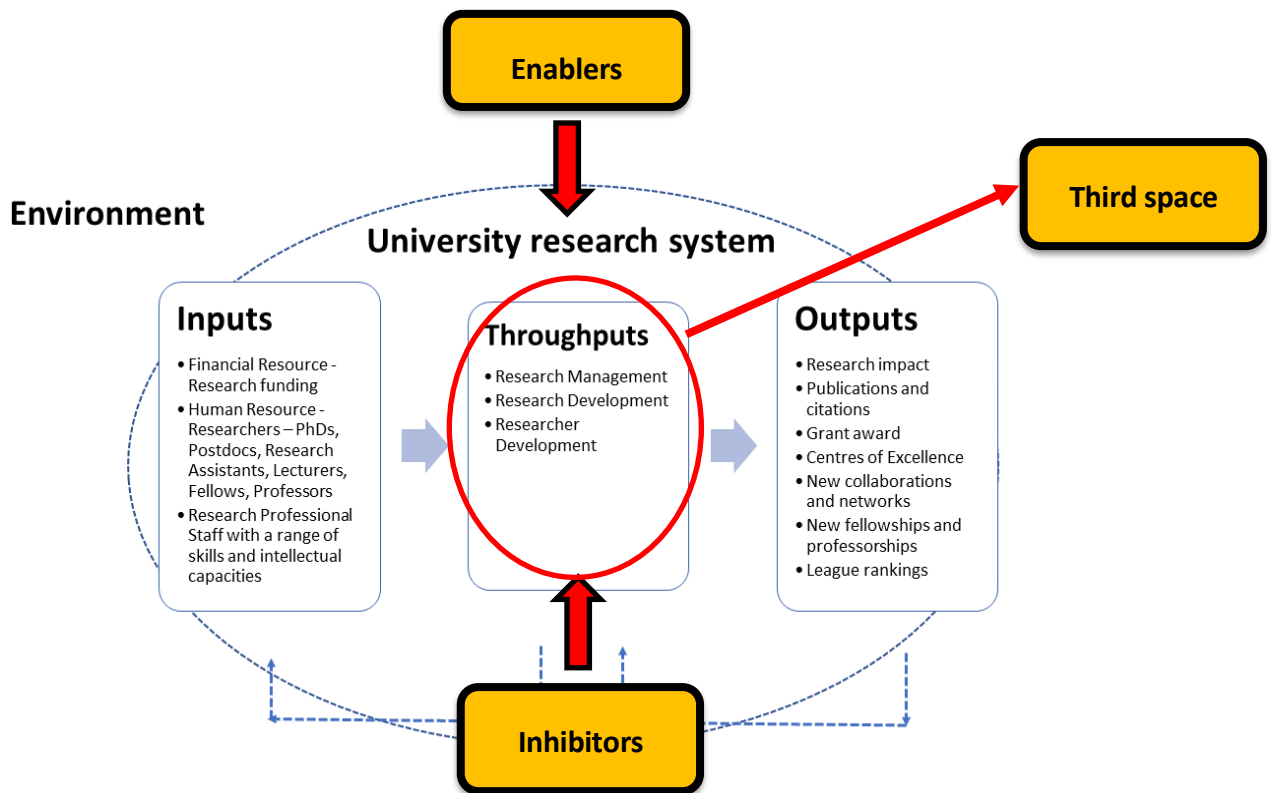 Enablers
Third space
Environment
University research system
Inputs
• Financial Resource -
Research funding
• Human Resource -
Researchers – PhDs,
Postdocs, Research
Assistants, Lecturers,
Fellows, Professors
• Research Professional
Staff with a range of
skills and intellectual
capacities
Throughputs
• Research Management
• Research Development
• Researcher
Development
Outputs
• Research impact
• Publications and
citations
• Grant award
• Centres of Excellence
• New collaborations
and networks
• New fellowships and
professorships
• League rankings
Inhibitors